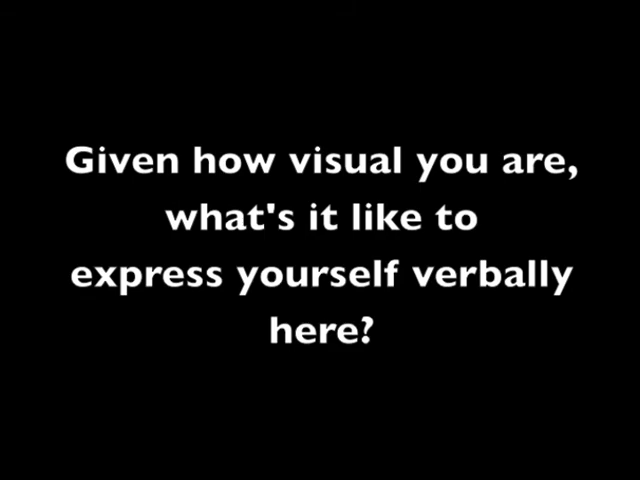 Given how visual you are,
what's it like to
express yourself verbally
here?